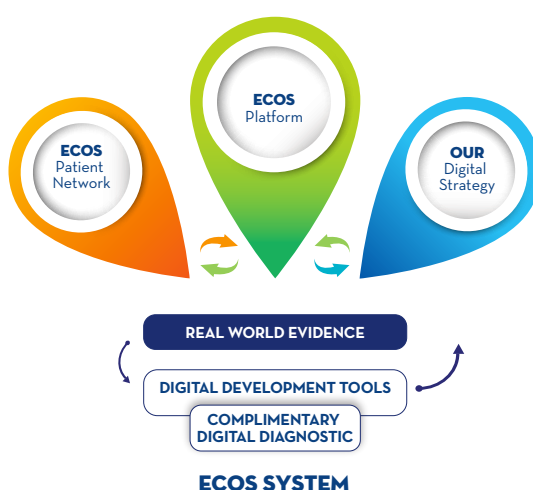 ECOS
Platform
ECOS
Patient
Network
OUR
Digital
Strategy
REAL WORLD EVIDENCE
DIGITAL DEVELOPMENT TOOLS
COMPLIMENTARY
DIGITAL DIAGNOSTIC
ECOS SYSTEM